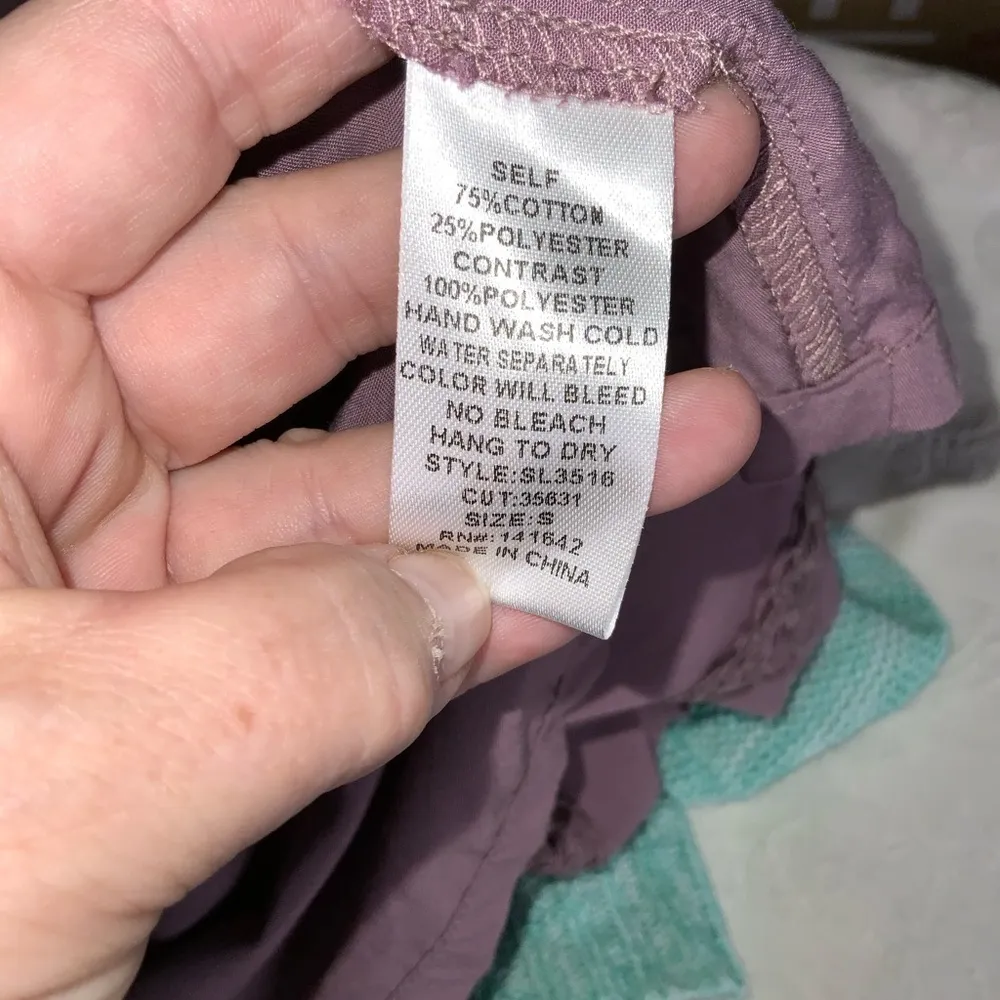 SELF
75%COTTON
25%POLYESTER
CONTRAST
100%POLYESTER
HAND WASH COLD
WATER SEPARATELY
COLOR WILL BLEED
NO BLEACH
HANG TO DRY
STYLE:SL3516
CUT:35631
SIZE:S
RN#:141642
MADE IN CHINA